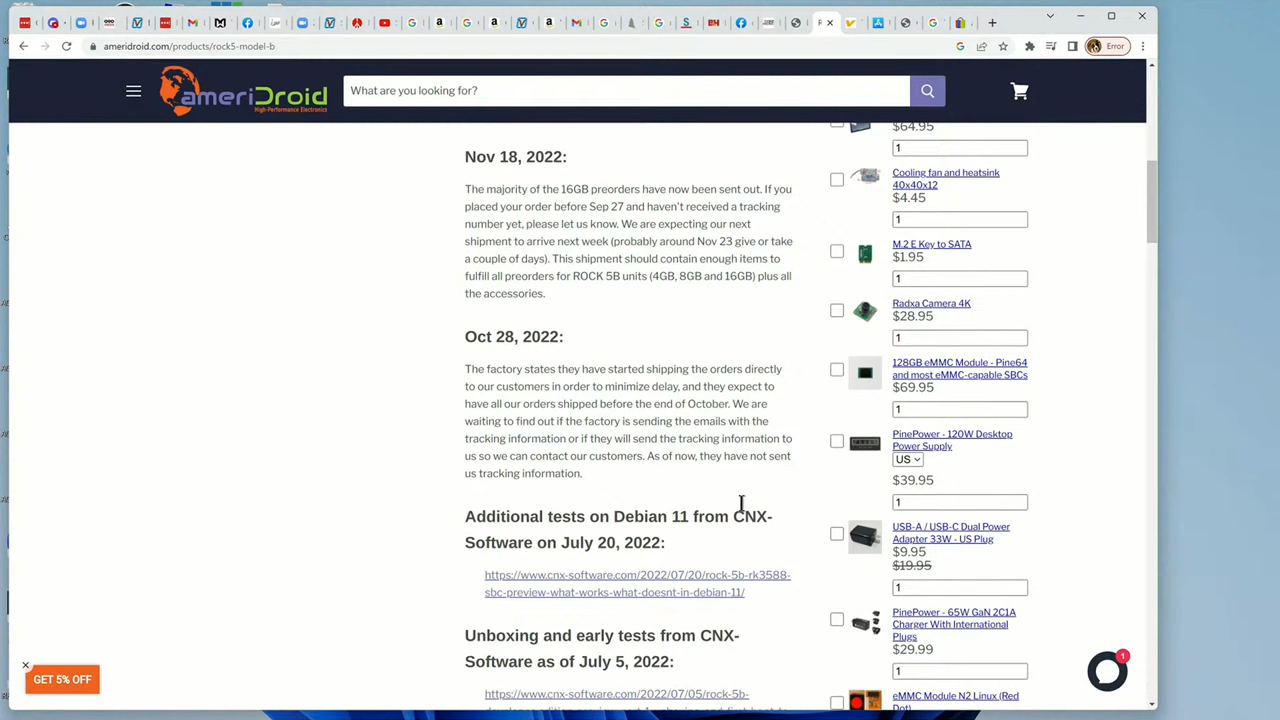 Error
ameridroid.com/products/rock5-model-b
ameriDroid
High-Performance Electronics
What are you looking for?
Nov 18, 2022:
The majority of the 16GB preorders have now been sent out. If you
placed your order before Sep 27 and haven't received a tracking
number yet, please let us know. We are expecting our next
shipment to arrive next week (probably around Nov 23 give or take
a couple of days). This shipment should contain enough items to
fulfill all preorders for ROCK 5B units (4GB, 8GB and 16GB) plus all
the accessories.
Oct 28, 2022:
The factory states they have started shipping the orders directly
to our customers in order to minimize delay, and they expect to
have all our orders shipped before the end of October. We are
waiting to find out if the factory is sending the emails with the
tracking information or if they will send the tracking information to
us so we can contact our customers. As of now, they have not sent
us tracking information.
Additional tests on Debian 11 from CNX-
Software on July 20, 2022:
https://www.cnx-software.com/2022/07/20/rock-5b-rk3588-
sbc-preview-what-works-what-doesnt-in-debian-11/
Unboxing and early tests from CNX-
Software as of July 5, 2022:
https://www.cnx-software.com/2022/07/05/rock-5b-
$64.95
1
Cooling fan and heatsink
40x40x12
$4.45
1
M.2 E Key to SATA
$1.95
1
Radxa Camera 4K
$28.95
1
128GB eMMC Module - Pine64
and most eMMC-capable SBCs
$69.95
1
PinePower - 120W Desktop
Power Supply
US
$39.95
1
USB-A / USB-C Dual Power
Adapter 33W - US Plug
$9.95
$19.95
1
PinePower - 65W GaN 2C1A
Charger With International
Plugs
$29.99
1
eMMC Module N2 Linux (Red
Dot)
GET 5% OFF
1